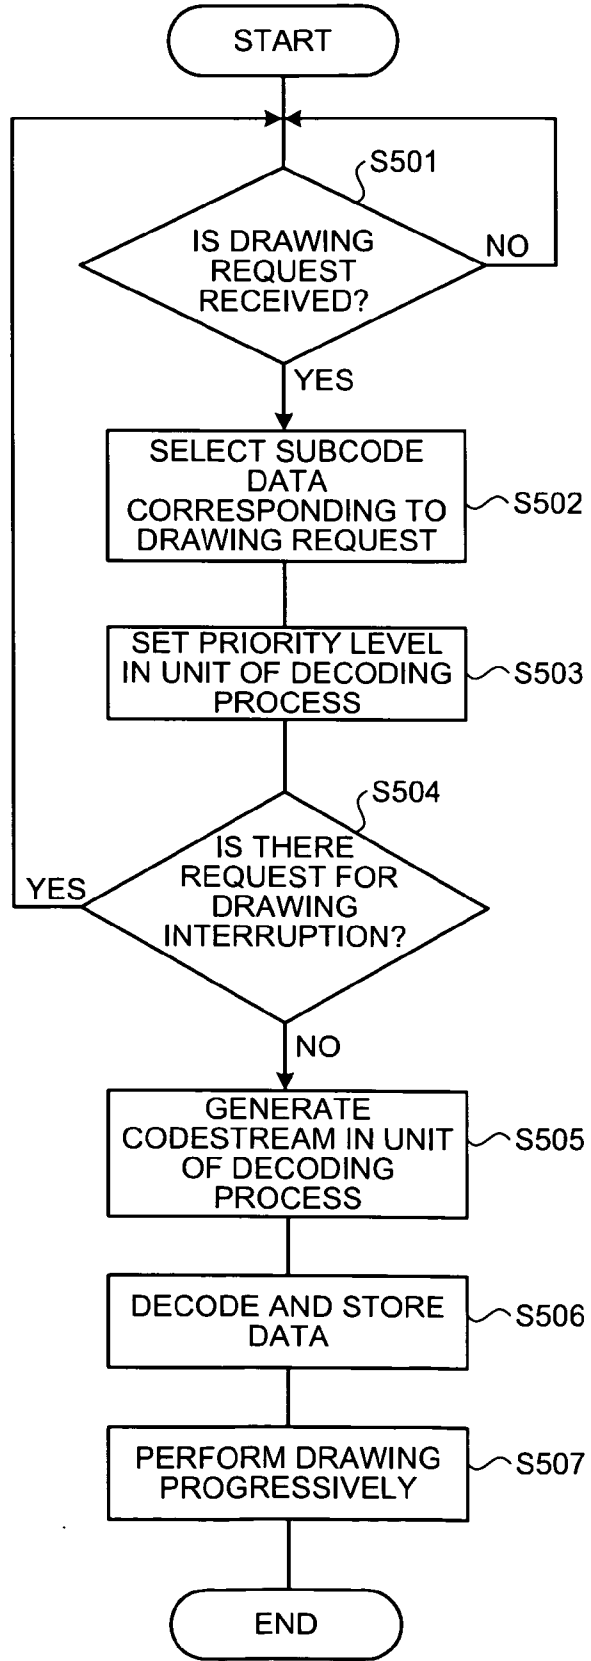 START
S501
IS DRAWING
REQUEST
RECEIVED?
NO
YES
SELECT SUBCODE
DATA
CORRESPONDING TO
DRAWING REQUEST
S502
SET PRIORITY LEVEL
IN UNIT OF DECODING
PROCESS
S503
S504
IS THERE
REQUEST FOR
DRAWING
INTERRUPTION?
YES
NO
GENERATE
CODESTREAM IN UNIT
OF DECODING
PROCESS
S505
DECODE AND STORE
DATA
S506
PERFORM DRAWING
PROGRESSIVELY
S507
END